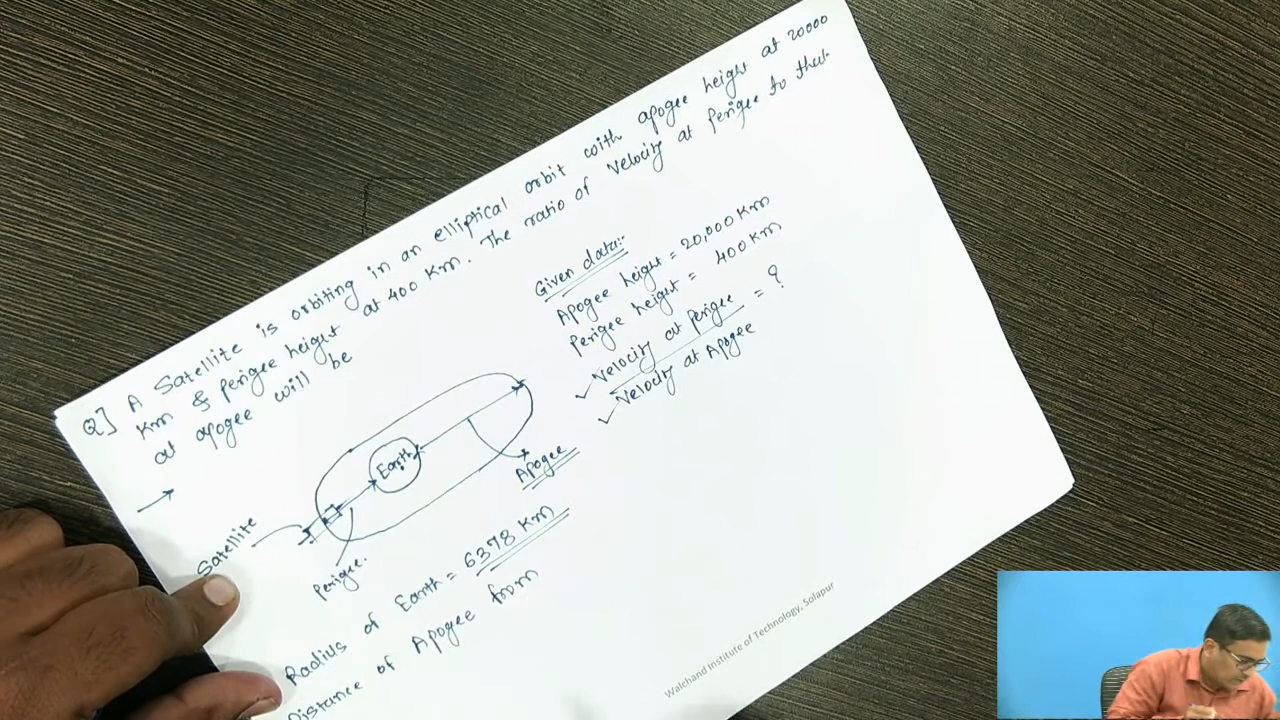 Q] A Satellite is orbiting in an elliptical orbit with apogee height at 20000
Km & perigee height at 400 Km. The ratio of velocity at perigee to that
at apogee will be
Given data:-
Apogee height = 20,000 Km
Perigee height = 400 Km
Velocity at perigee = ?
Velocity at Apogee
Earth
Apogee
Satellite
Perigee.
Radius of Earth = 6378 Km
Distance of Apogee from
Walchand Institute of Technology, Solapur